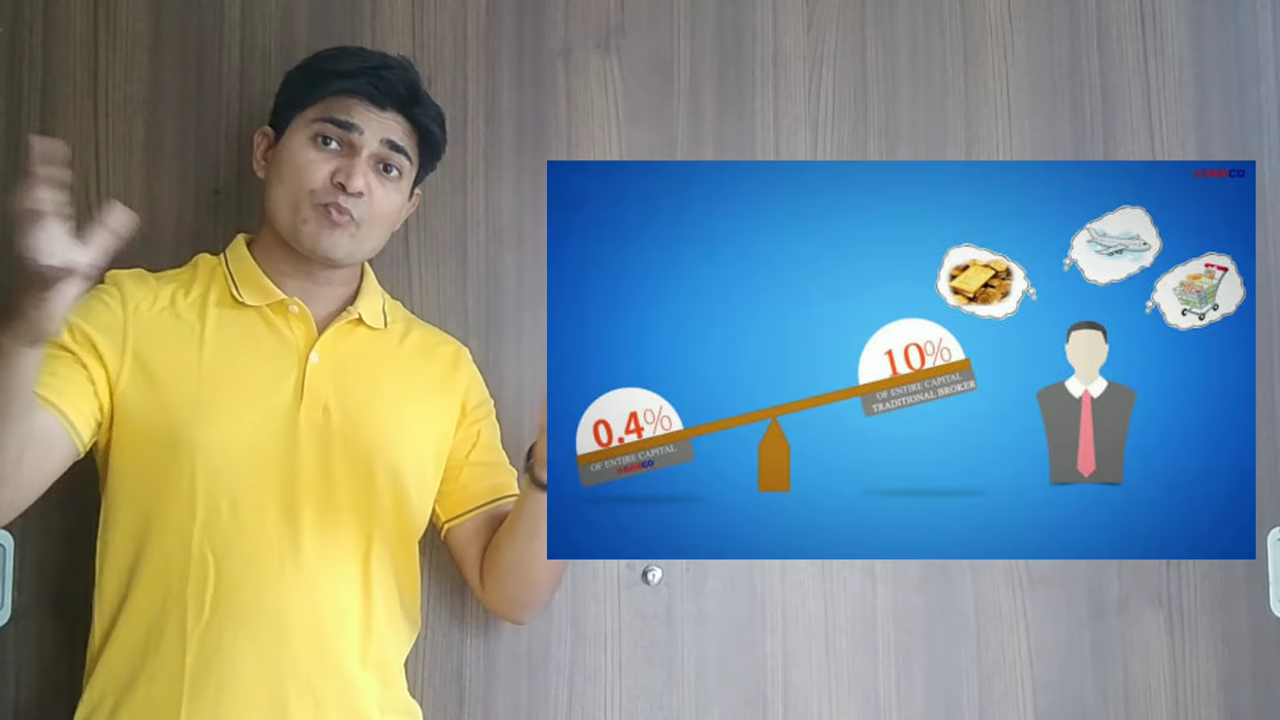 10%
OF ENTIRE CAPITAL
TRADITIONAL BROKER
0.4%
OF ENTIRE CAPITAL